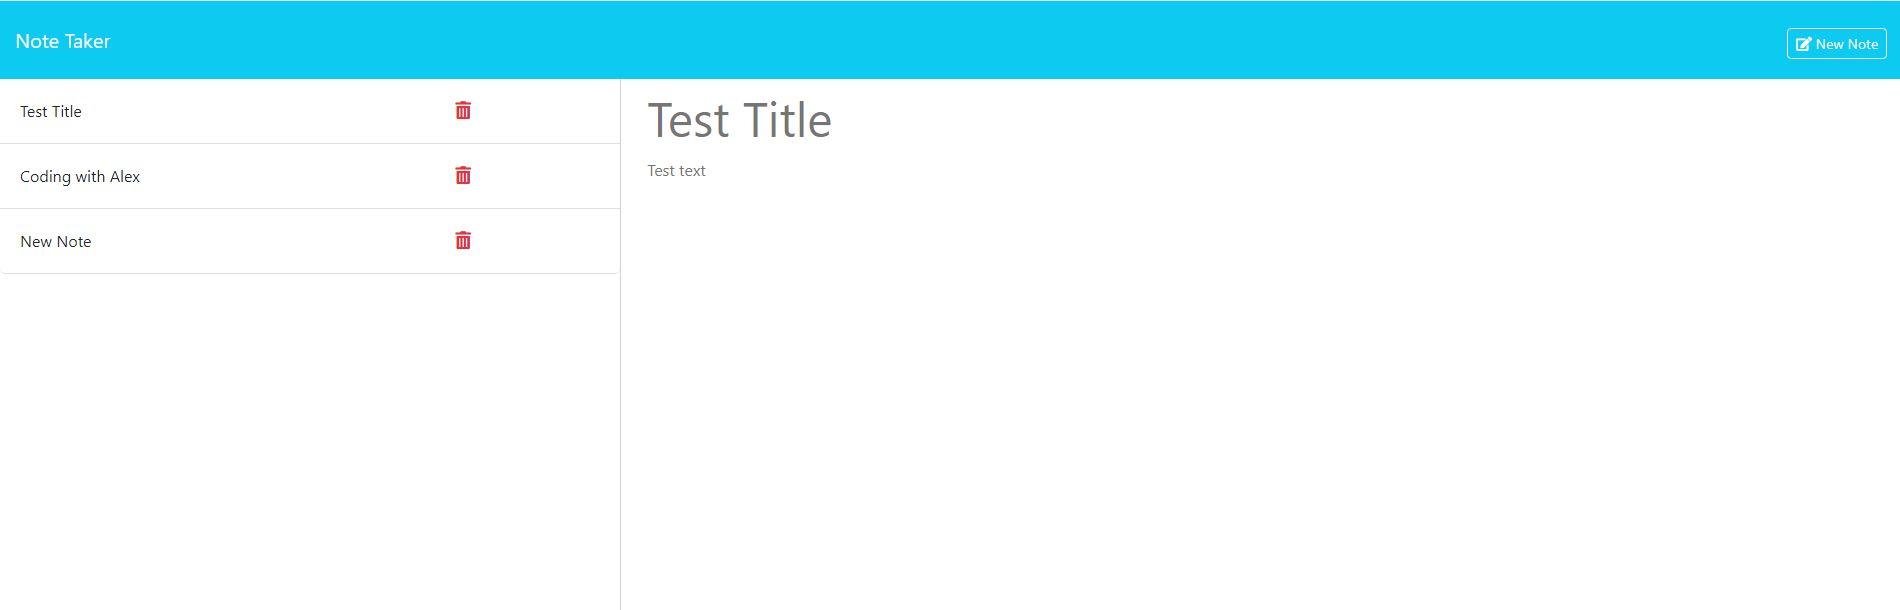 Note Taker
New Note
Test Title
Coding with Alex
New Note
Test Title
Test text